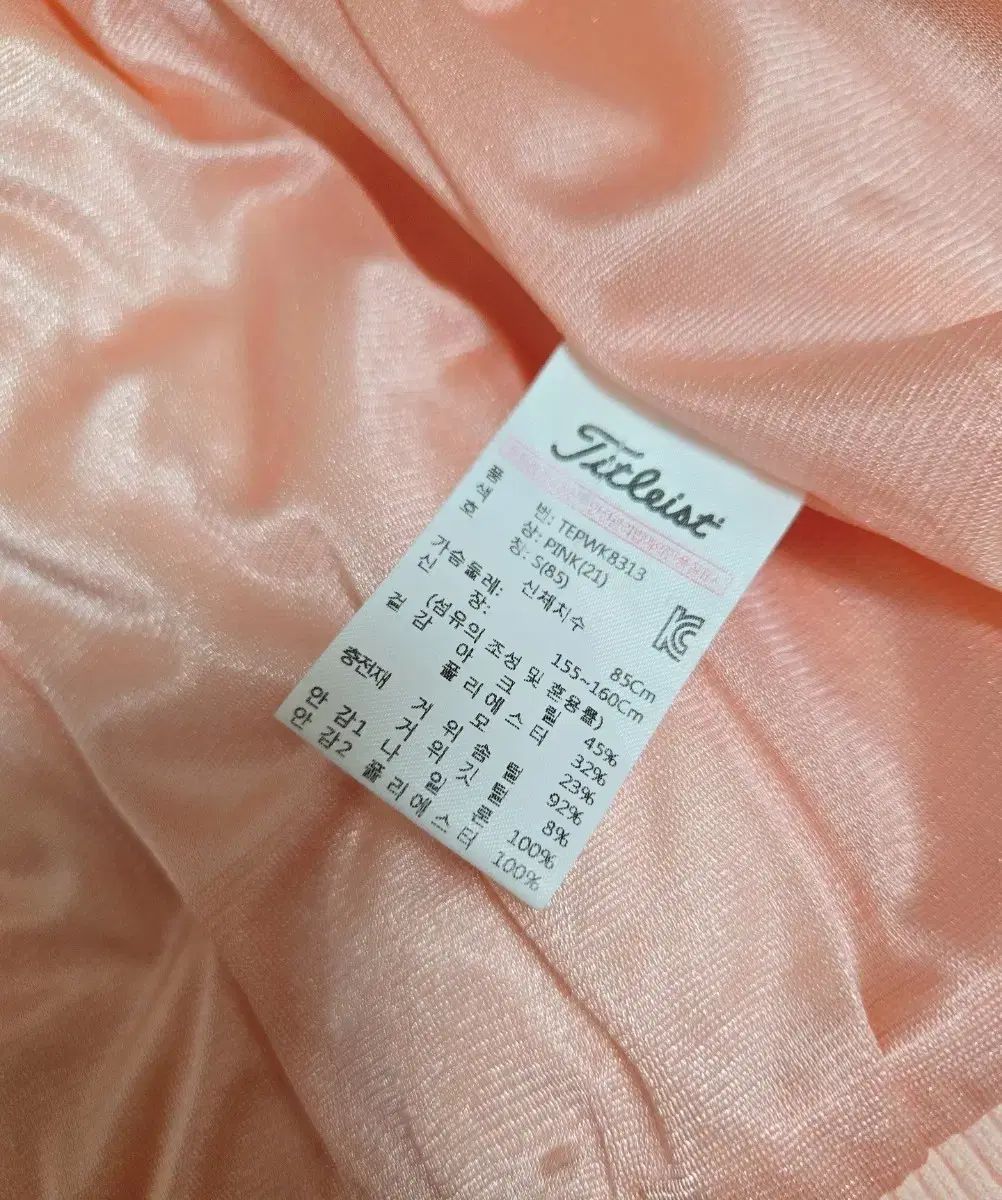 Titleist
품 번: TEPWK8313
색 상: PINK(21)
호 칭: S(85)
신체치수
가슴둘레: 85Cm
신 장: 155~160Cm
(섬유의 조성 및 혼용률)
겉 감 아 크 릴 45%
폴리에스터 32%
모 23%
충전재 거 위 솜 털 92%
거 위 깃 털 8%
안 감1 나 일 론 100%
안 감2 폴리에스터 100%
KC